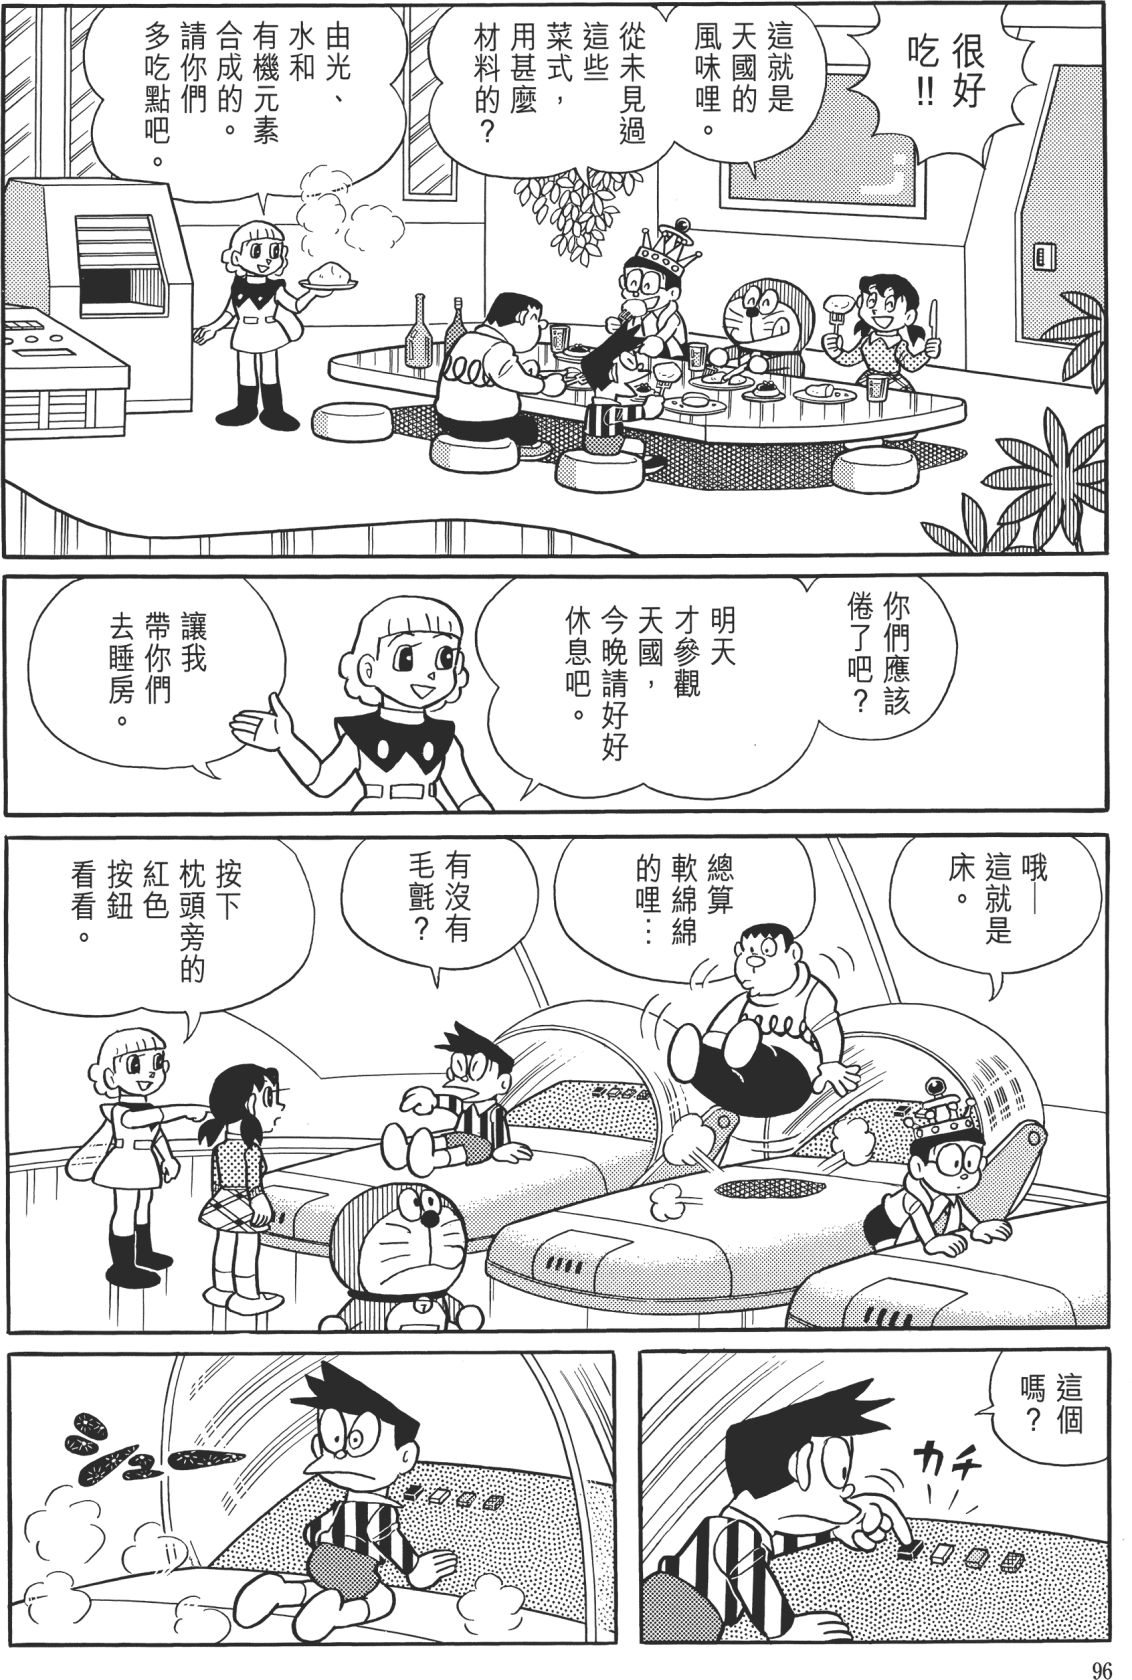 很好
吃!!
這就是
天國的
風味哩。
從未見過
這些
菜式，
用甚麼
材料的？
由光、
水和
有機元素
合成的。
請你們
多吃點吧。
你們應該
倦了吧？
明天
才參觀
天國，
今晚請好好
休息吧。
讓我
帶你們
去睡房。
哦—
這就是
床。
總算
軟綿綿
的哩…
有沒有
毛氈？
按下
枕頭旁的
紅色
按鈕
看看。
這個
嗎？
カチ
96